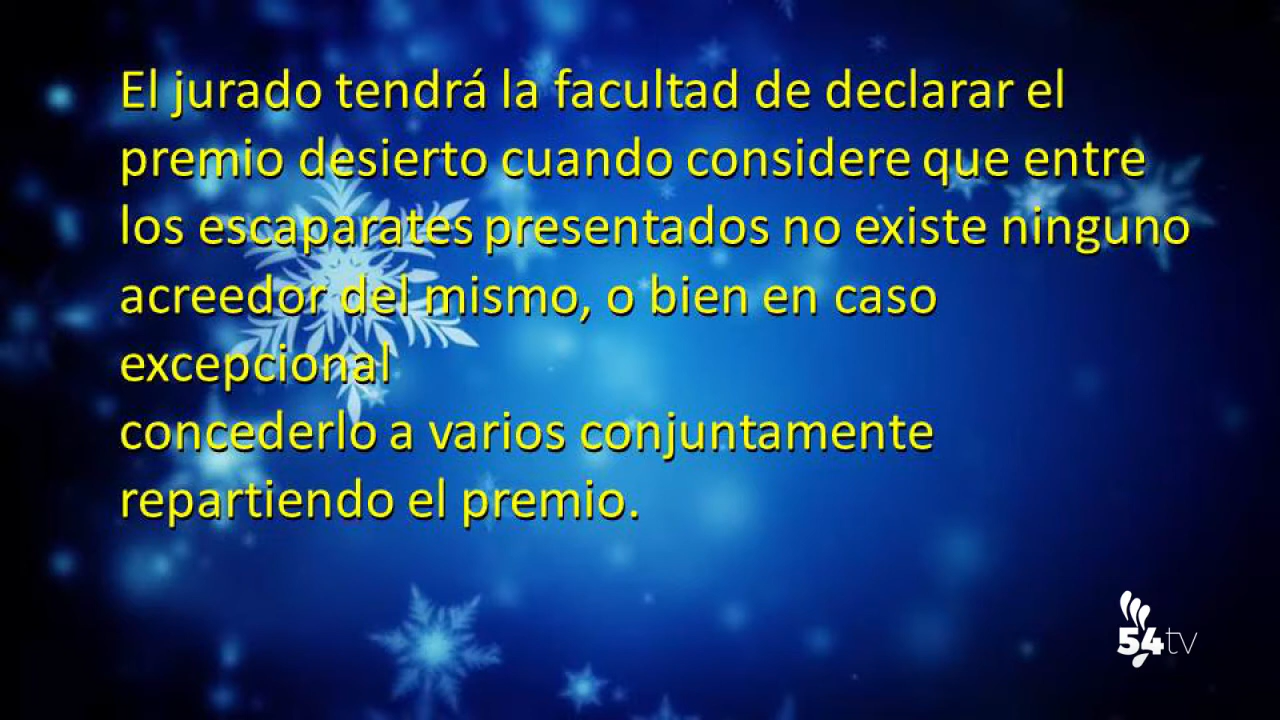 El jurado tendrá la facultad de declarar el
premio desierto cuando considere que entre
los escaparates presentados no existe ninguno
acreedor del mismo, o bien en caso
excepcional
concederlo a varios conjuntamente
repartiendo el premio.
54tv